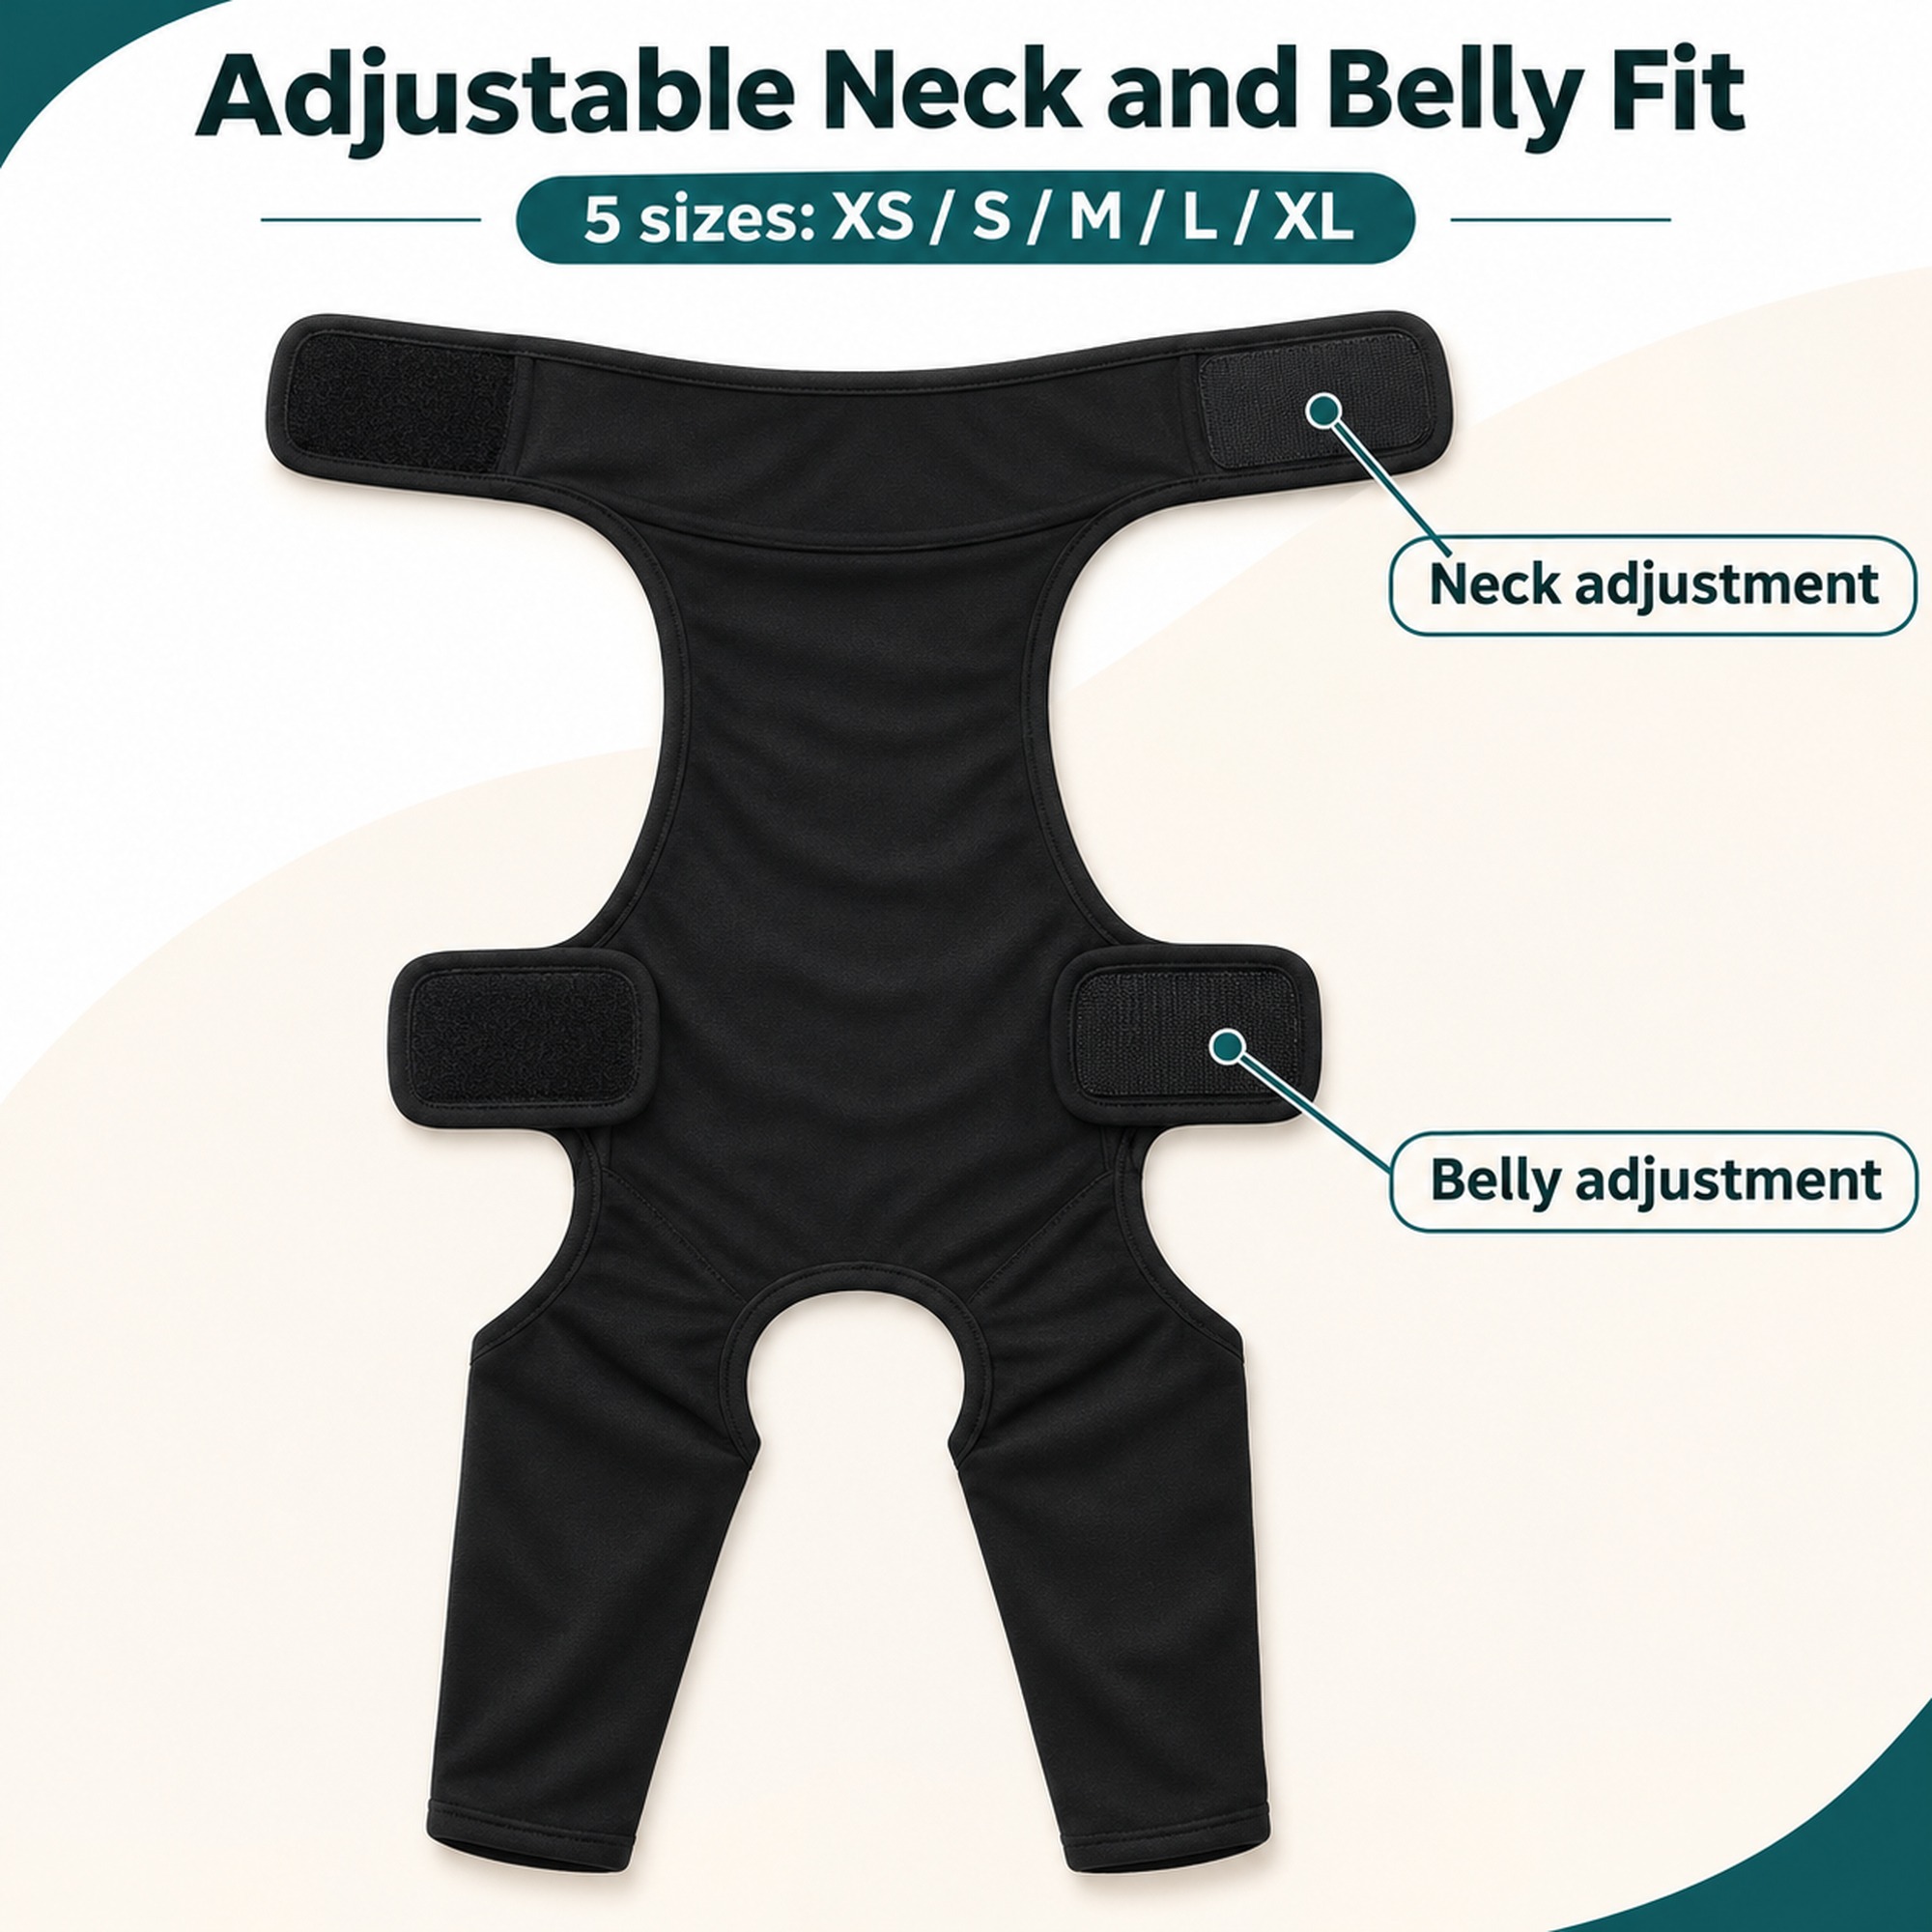 Adjustable Neck and Belly Fit
5 sizes: XS / S / M / L / XL
Neck adjustment
Belly adjustment